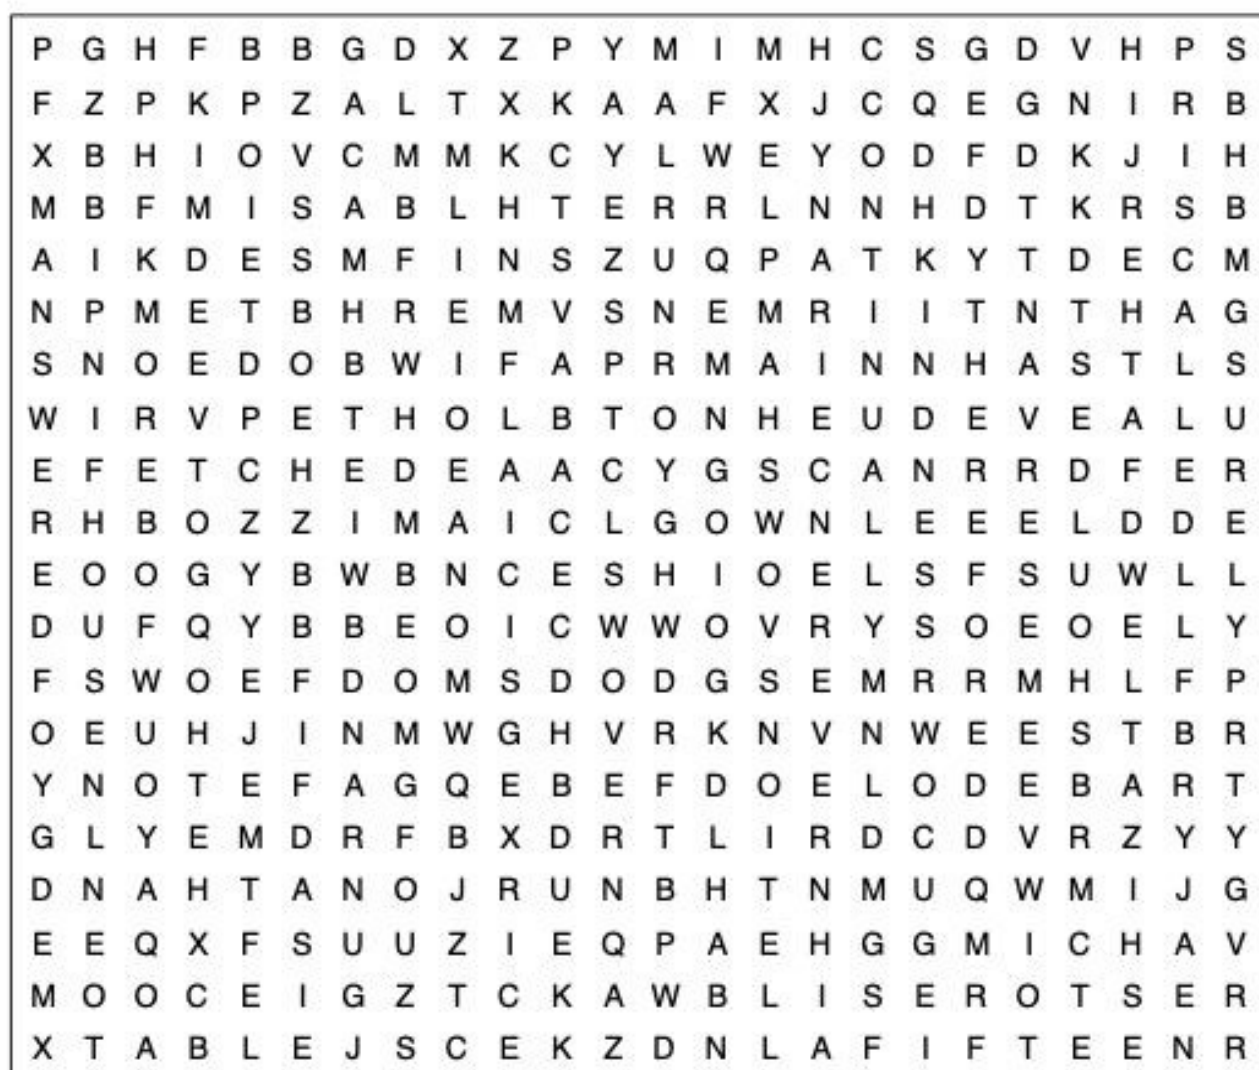 P G H F B B G D X Z P Y M I M H C S G D V H P S
F Z P K P Z A L T X K A A F X J C Q E G N I R B
X B H I O V C M M K C Y L W E Y O D F D K J I H
M B F M I S A B L H T E R R L N N H D T K R S B
A I K D E S M F I N S Z U Q P A T K Y T D E C M
N P M E T B H R E M V S N E M R I I T N T H A G
S N O E D O B W I F A P R M A I N N H A S T L S
W I R V P E T H O L B T O N H E U D E V E A L U
E F E T C H E D E A A C Y G S C A N R R D F E R
R H B O Z Z I M A I C L G O W N L E E E L D D E
E O O G Y B W B N C E S H I O E L S F S U W L L
D U F Q Y B B E O I C W W O V R Y S O E O E L Y
F S W O E F D O M S D O D G S E M R R M H L F P
O E U H J I N M W G H V R K N V N W E E S T B R
Y N O T E F A G Q E B E F D O E L O D E B A R T
G L Y E M D R F B X D R T L I R D C D V R Z Y Y
D N A H T A N O J R U N B H T N M U Q W M I J G
E E Q X F S U U Z I E Q P A E H G G M I C H A V
M O O C E I G Z T C K A W B L I S E R O T S E R
X T A B L E J S C E K Z D N L A F I F T E E N R